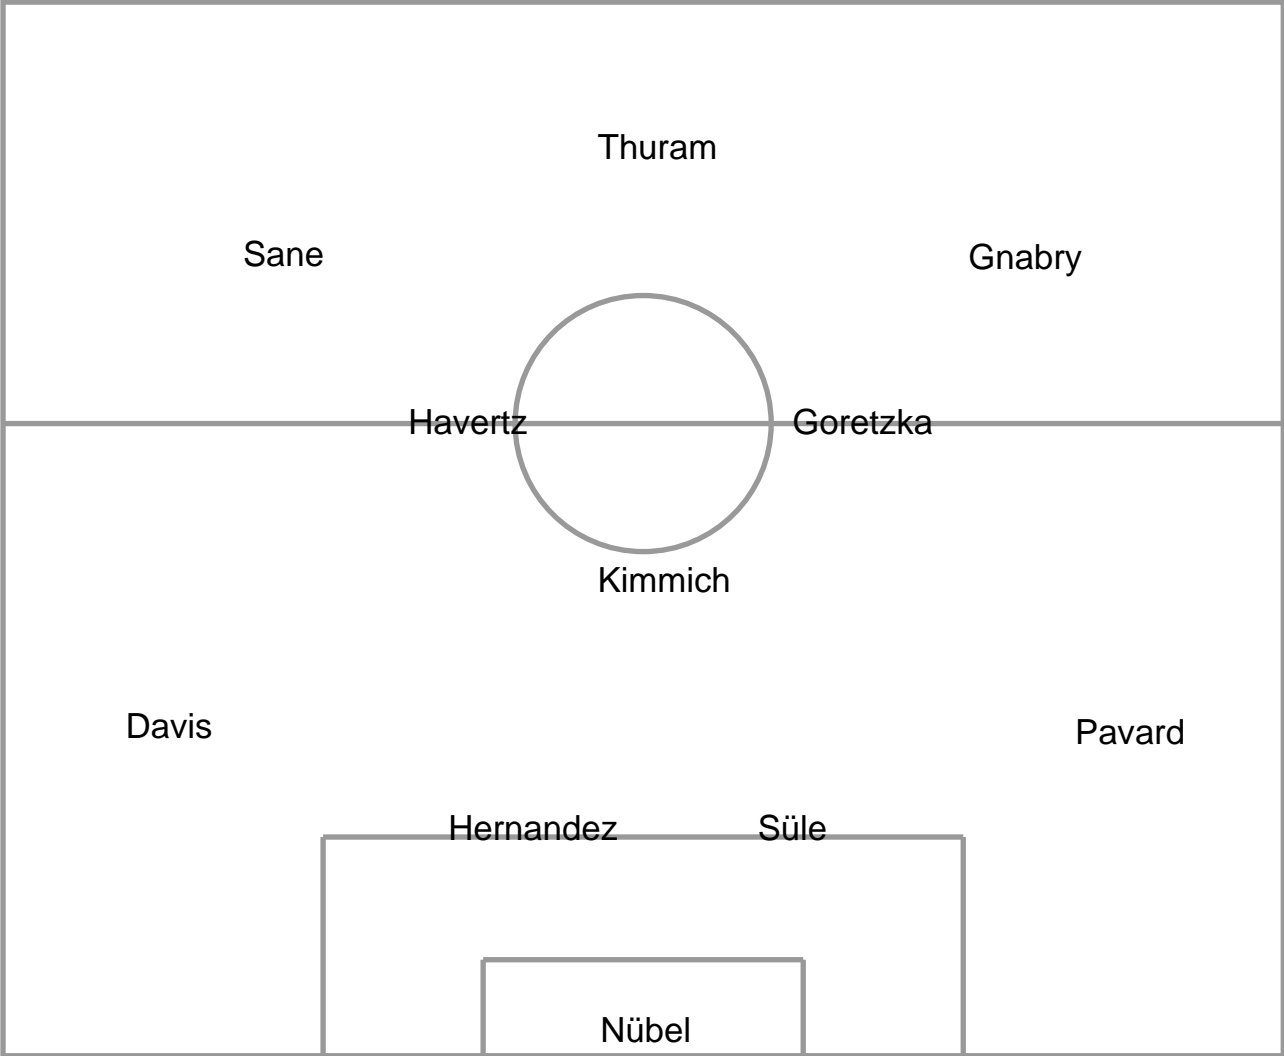 Thuram
Sane
Gnabry
Havertz
Goretzka
Kimmich
Davis
Pavard
Hernandez
Süle
Nübel